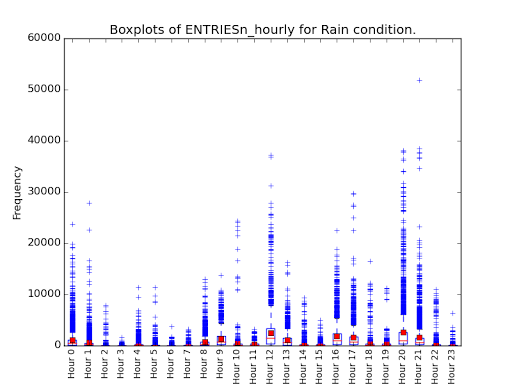 Boxplots of ENTRIESn_hourly for Rain condition.
60000
50000
40000
30000
20000
10000
0
Frequency
Hour 0
Hour 1
Hour 2
Hour 3
Hour 4
Hour 5
Hour 6
Hour 7
Hour 8
Hour 9
Hour 10
Hour 11
Hour 12
Hour 13
Hour 14
Hour 15
Hour 16
Hour 17
Hour 18
Hour 19
Hour 20
Hour 21
Hour 22
Hour 23